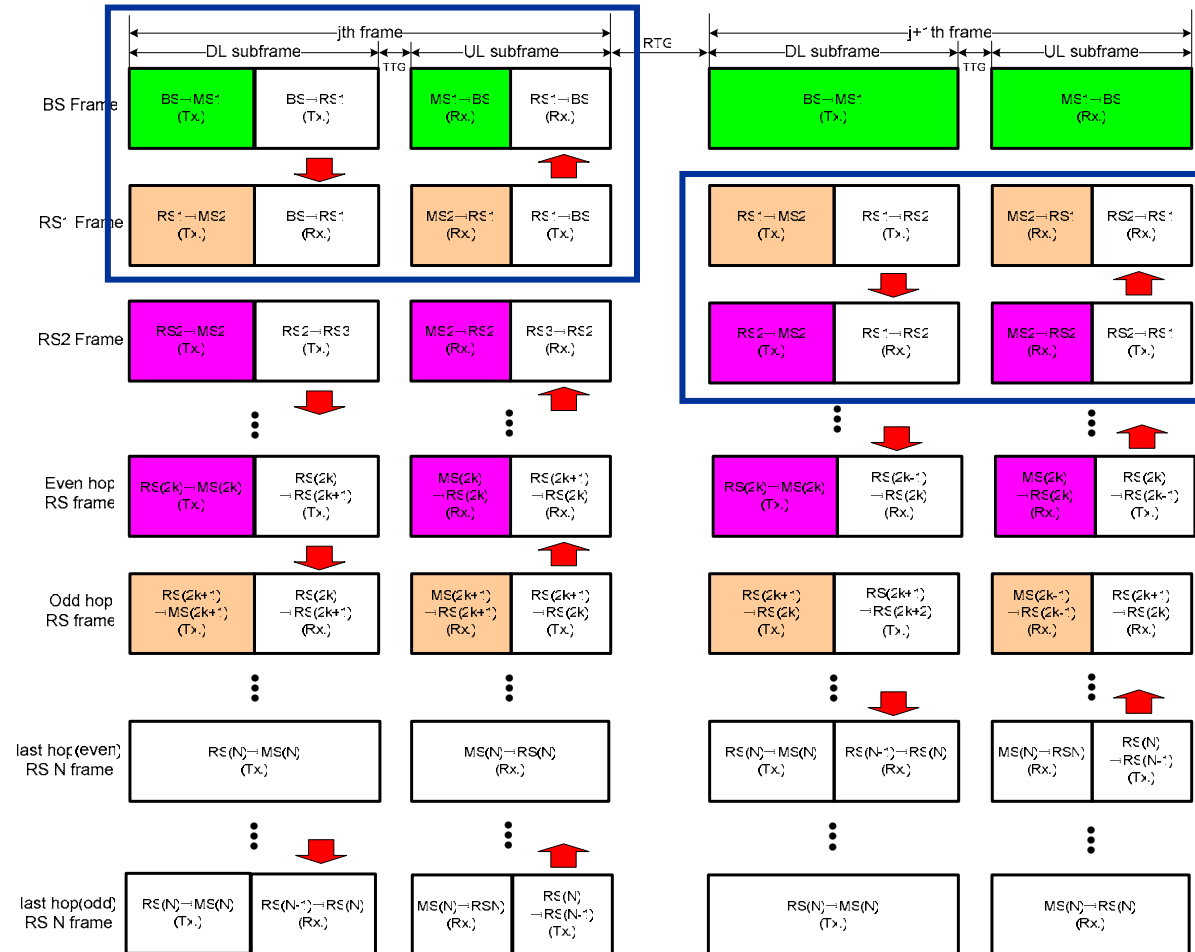 jth frame
j+1th frame
DL subframe
TTG
UL subframe
RTG
DL subframe
TTG
UL subframe
BS Frame
BS→MS1
(Tx.)
BS→RS1
(Tx.)
MS1→BS
(Rx.)
RS1→BS
(Rx.)
BS→MS1
(Tx.)
MS1→BS
(Rx.)
RS1 Frame
RS1→MS2
(Tx.)
BS→RS1
(Rx.)
MS2→RS1
(Rx.)
RS1→BS
(Tx.)
RS1→MS2
(Tx.)
RS1→RS2
(Tx.)
MS2→RS1
(Rx.)
RS2→RS1
(Rx.)
RS2 Frame
RS2→MS2
(Tx.)
RS2→RS3
(Tx.)
MS2→RS2
(Rx.)
RS3→RS2
(Rx.)
RS2→MS2
(Tx.)
RS1→RS2
(Rx.)
MS2→RS2
(Rx.)
RS2→RS1
(Tx.)
Even hop
RS frame
RS(2k)→MS(2k)
(Tx.)
RS(2k)
→RS(2k+1)
(Tx.)
MS(2k)
→RS(2k)
(Rx.)
RS(2k+1)
→RS(2k)
(Rx.)
RS(2k)→MS(2k)
(Tx.)
RS(2k-1)
→RS(2k)
(Rx.)
MS(2k)
→RS(2k)
(Rx.)
RS(2k)
→RS(2k-1)
(Tx.)
Odd hop
RS frame
RS(2k+1)
→MS(2k+1)
(Tx.)
RS(2k)
→RS(2k+1)
(Rx.)
MS(2k+1)
→RS(2k+1)
(Rx.)
RS(2k+1)
→RS(2k)
(Tx.)
RS(2k+1)
→RS(2k)
(Tx.)
RS(2k+1)
→RS(2k+2)
(Tx.)
MS(2k-1)
→RS(2k-1)
(Rx.)
RS(2k+1)
→RS(2k)
(Rx.)
last hop(even)
RS N frame
RS(N)→MS(N)
(Tx.)
MS(N)→RS(N)
(Rx.)
RS(N)→MS(N)
(Tx.)
RS(N-1)→RS(N)
(Rx.)
MS(N)→RSN)
(Rx.)
RS(N)
→RS(N-1)
(Tx.)
last hop(odd)
RS N frame
RS(N)→MS(N)
(Tx.)
RS(N-1)→RS(N)
(Rx.)
MS(N)→RSN)
(Rx.)
RS(N)
→RS(N-1)
(Tx.)
RS(N)→MS(N)
(Tx.)
MS(N)→RS(N)
(Rx.)